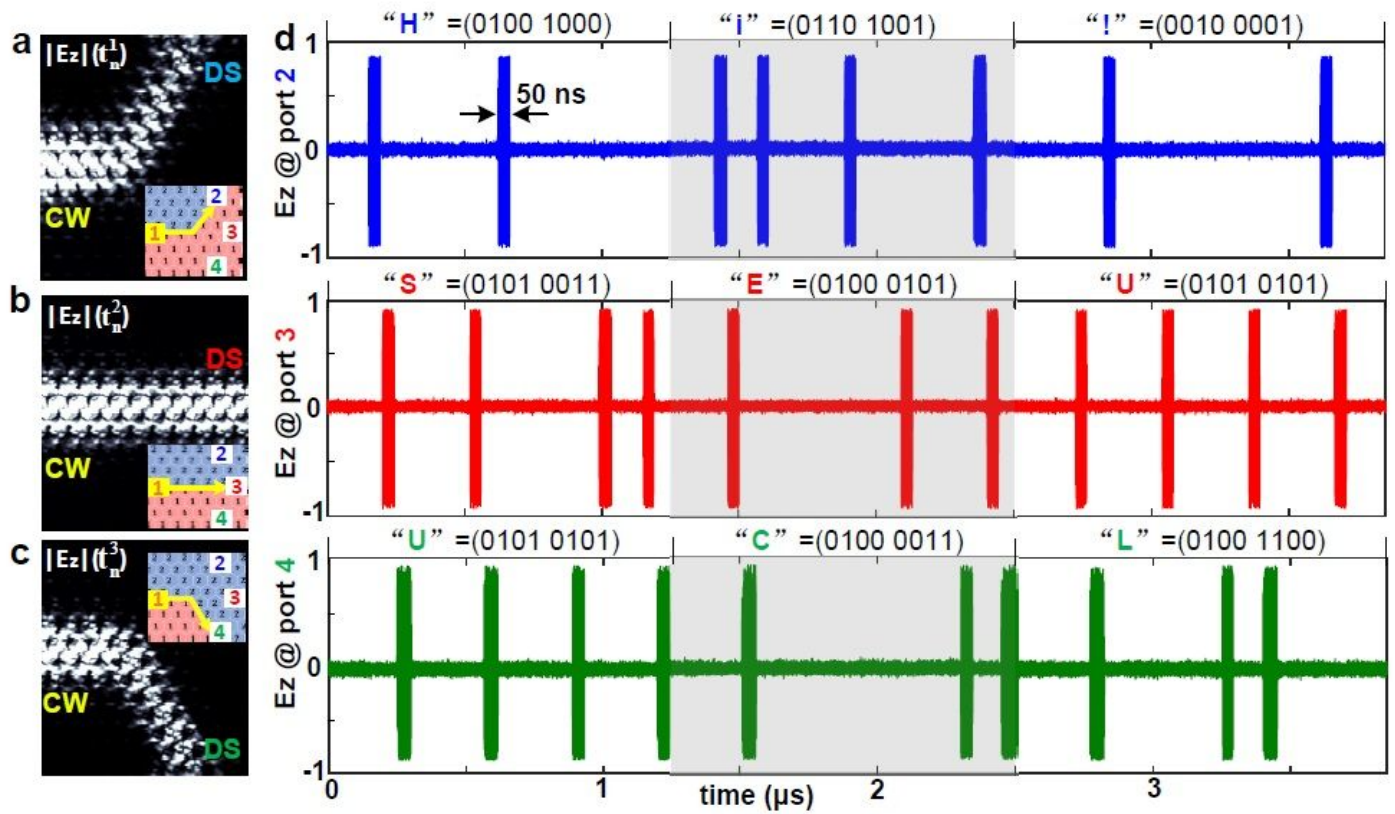 a
|Ez|(t_n^1)
DS
CW
1
2
3
4
b
|Ez|(t_n^2)
DS
CW
1
2
3
4
c
|Ez|(t_n^3)
CW
DS
1
2
3
4
d
“H” =(0100 1000)
“i” =(0110 1001)
“!” =(0010 0001)
Ez @ port 2
1
0
-1
50 ns
“S” =(0101 0011)
“E” =(0100 0101)
“U” =(0101 0101)
Ez @ port 3
1
0
-1
“U” =(0101 0101)
“C” =(0100 0011)
“L” =(0100 1100)
Ez @ port 4
1
0
-1
0 1 2 3
time (µs)